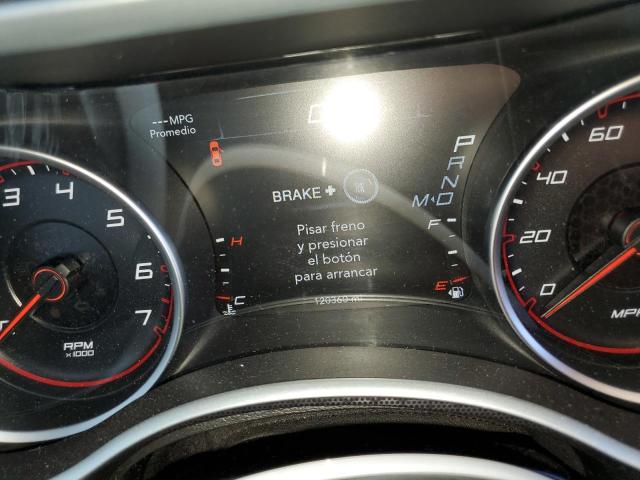 ---MPG
Promedio
0
P
R
N
M◁D
BRAKE +
Pisar freno
y presionar
el botón
para arrancar
H
C
F
E
120360 mi
3
4
5
6
7
RPM
x1000
60
40
20
0
MPH